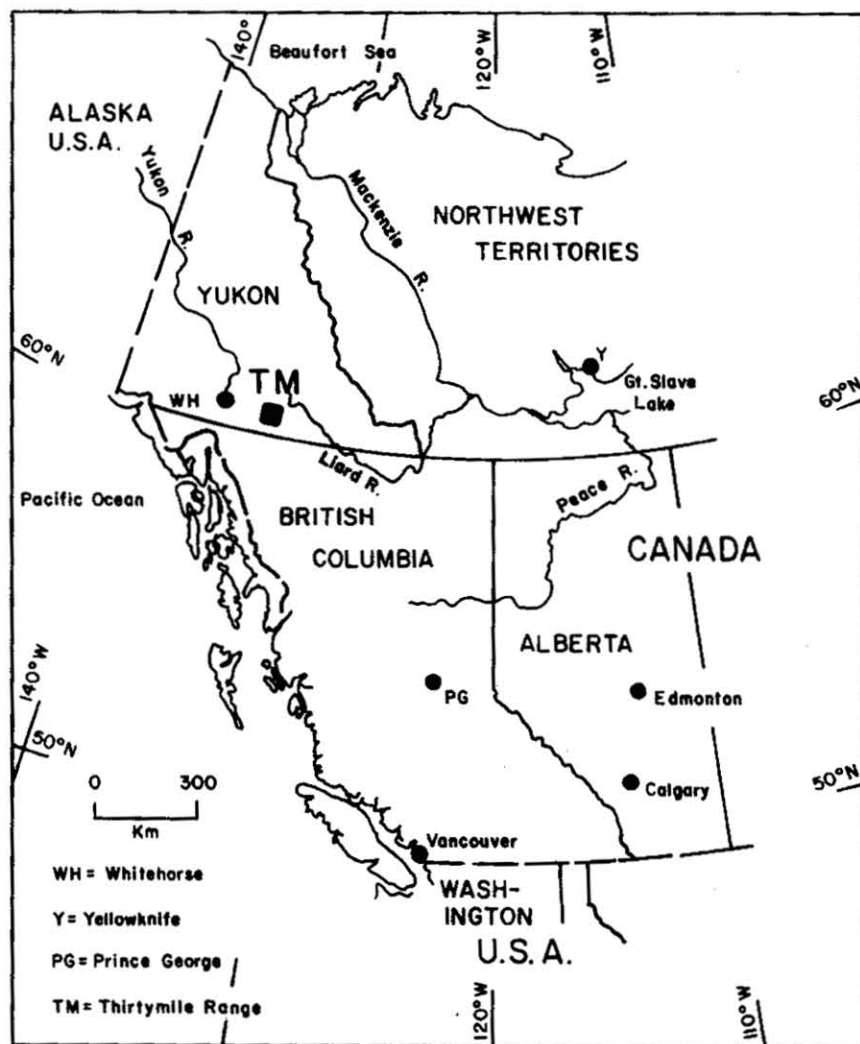 140°
Beaufort Sea
120°W
110°W
ALASKA
U.S.A.
Yukon
R.
Mackenzie
R.
NORTHWEST
TERRITORIES
YUKON
60°N
Y
Gt. Slave
Lake
60°N
WH
TM
Liard R.
Peace R.
Pacific Ocean
BRITISH
COLUMBIA
CANADA
ALBERTA
140°W
PG
Edmonton
50°N
50°N
0 300
Km
Calgary
Vancouver
WH = Whitehorse
WASH-
INGTON
Y = Yellowknife
U.S.A.
PG = Prince George
TM = Thirtymile Range
120°W
110°W